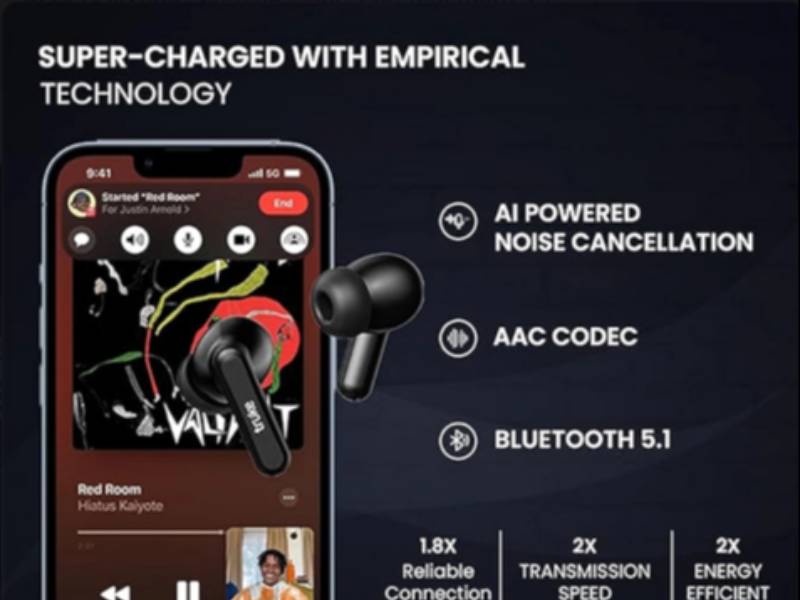 SUPER-CHARGED WITH EMPIRICAL
TECHNOLOGY
9:41
5G
Started "Red Room"
For Justin Arnold >
End
AI POWERED
NOISE CANCELLATION
AAC CODEC
truke
BLUETOOTH 5.1
Red Room
Hiatus Kaiyote
1.8X
Reliable
Connection
2X
TRANSMISSION
SPEED
2X
ENERGY
EFFICIENT